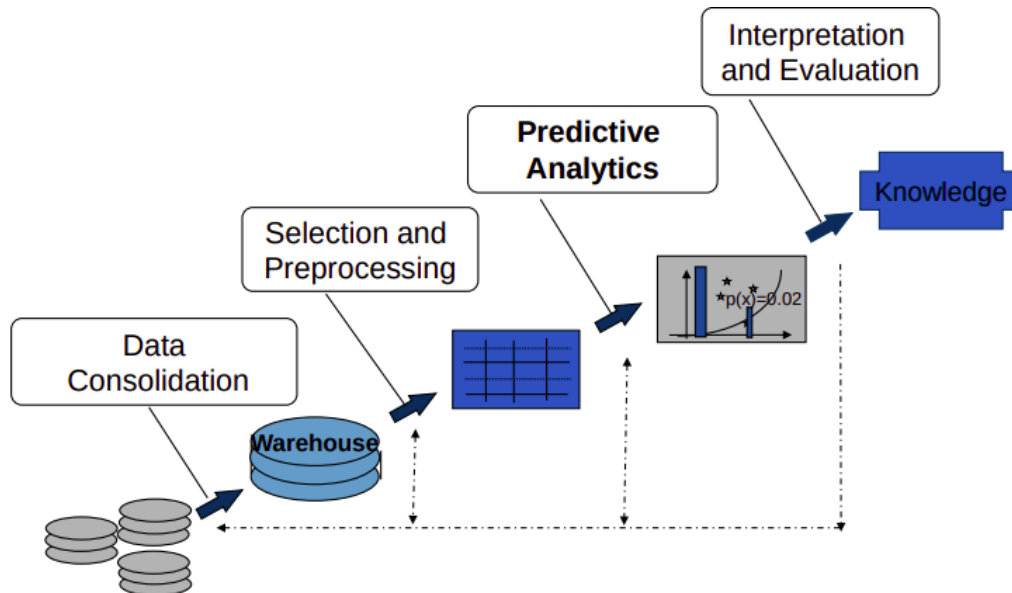 Interpretation
and Evaluation
Predictive
Analytics
Knowledge
Selection and
Preprocessing
p(x)=0.02
Data
Consolidation
Warehouse